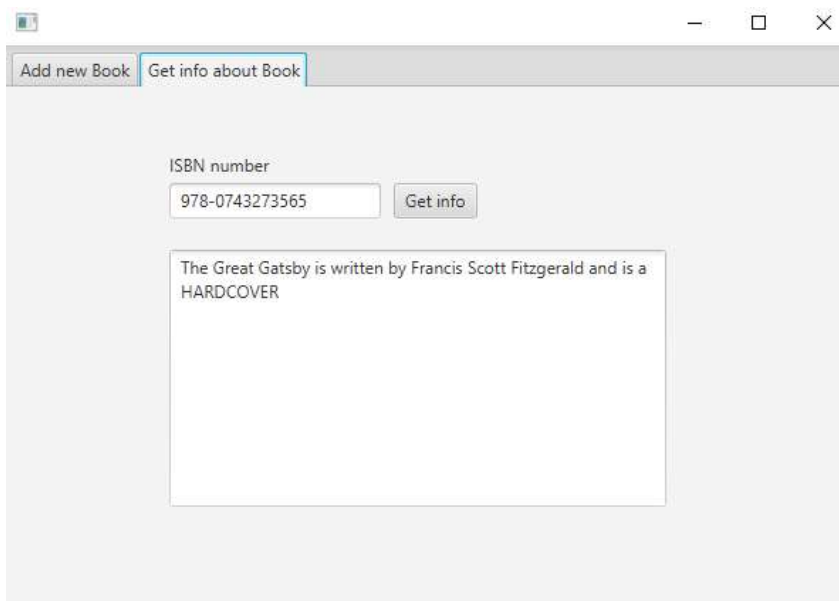 Add new Book Get info about Book
ISBN number
978-0743273565 Get info
The Great Gatsby is written by Francis Scott Fitzgerald and is a
HARDCOVER